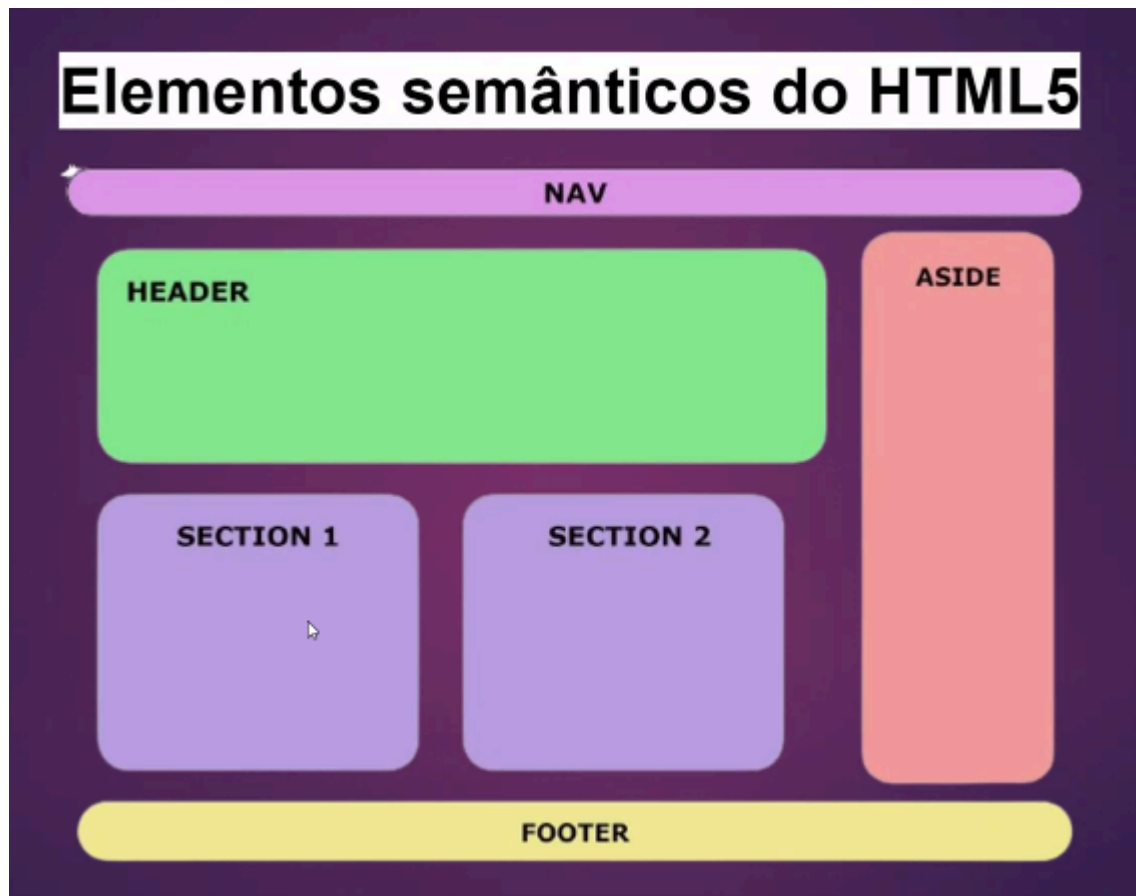 Elementos semânticos do HTML5
NAV
HEADER
ASIDE
SECTION 1
SECTION 2
FOOTER